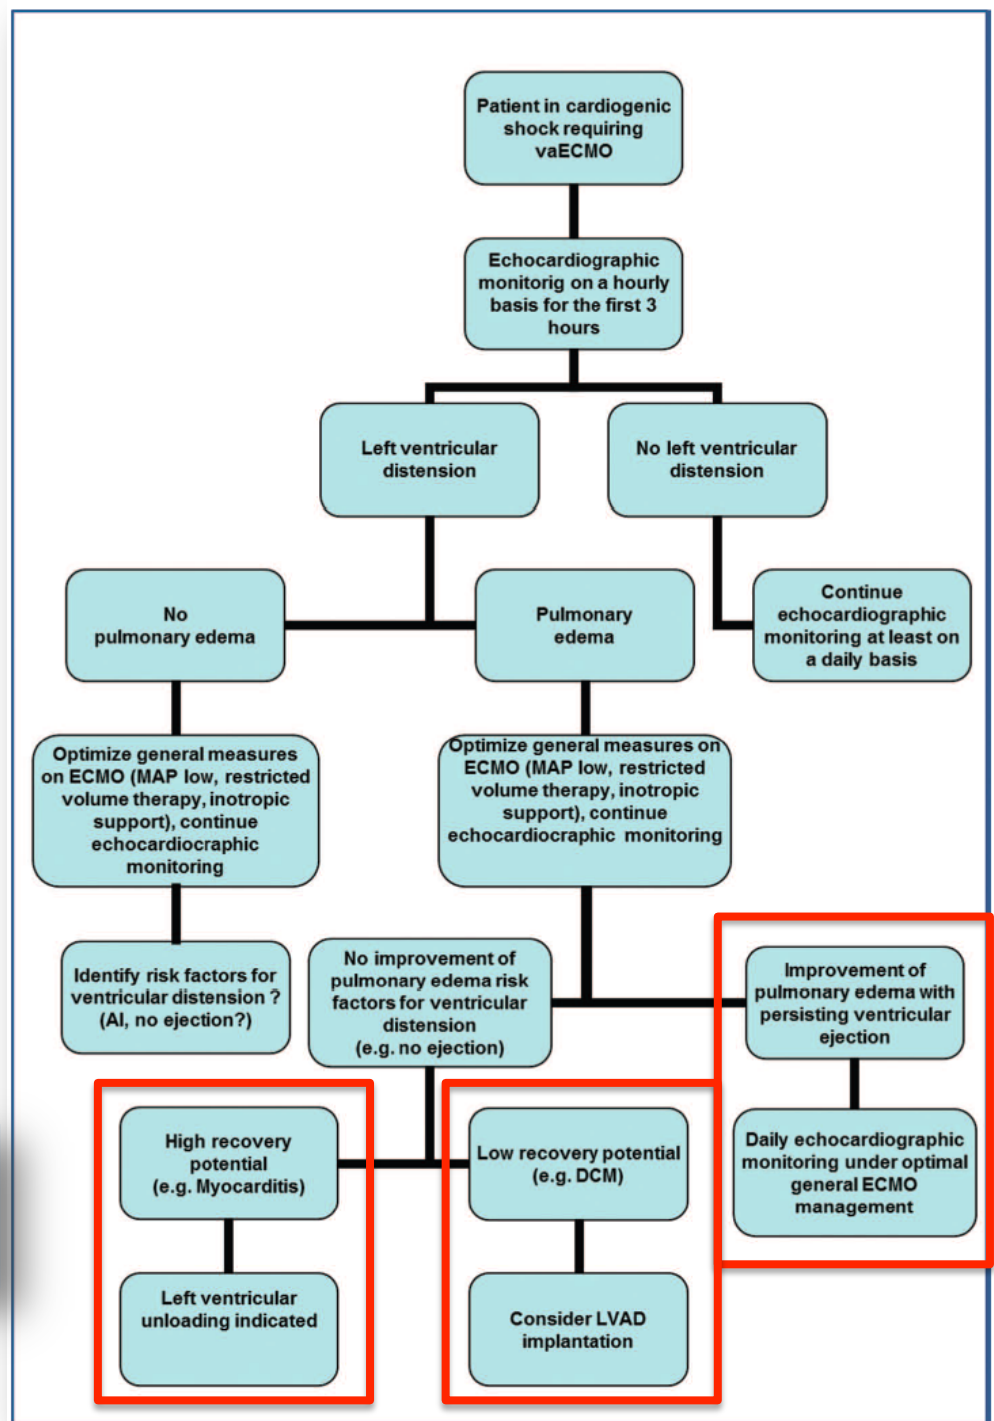 Patient in cardiogenic
shock requiring
vaECMO
Echocardiographic
monitorig on a hourly
basis for the first 3
hours
Left ventricular
distension
No left ventricular
distension
No
pulmonary edema
Pulmonary
edema
Continue
echocardiographic
monitoring at least on
a daily basis
Optimize general measures
on ECMO (MAP low, restricted
volume therapy, inotropic
support), continue
echocardiocraphic
monitoring
Optimize general measures on
ECMO (MAP low, restricted
volume therapy, inotropic
support), continue
echocardiocraphic monitoring
Identify risk factors for
ventricular distension ?
(AI, no ejection?)
No improvement of
pulmonary edema risk
factors for ventricular
distension
(e.g. no ejection)
Improvement of
pulmonary edema with
persisting ventricular
ejection
High recovery
potential
(e.g. Myocarditis)
Low recovery potential
(e.g. DCM)
Daily echocardiographic
monitoring under optimal
general ECMO
management
Left ventricular
unloading indicated
Consider LVAD
implantation